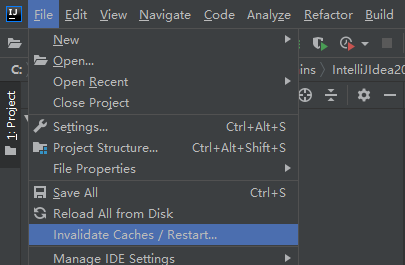 IJ File Edit View Navigate Code Analyze Refactor Build
New
C: Open... ins IntelliJIdea20
Open Recent
Close Project
1: Project
Settings... Ctrl+Alt+S
Project Structure... Ctrl+Alt+Shift+S
File Properties
Save All Ctrl+S
Reload All from Disk
Invalidate Caches / Restart...
Manage IDE Settings